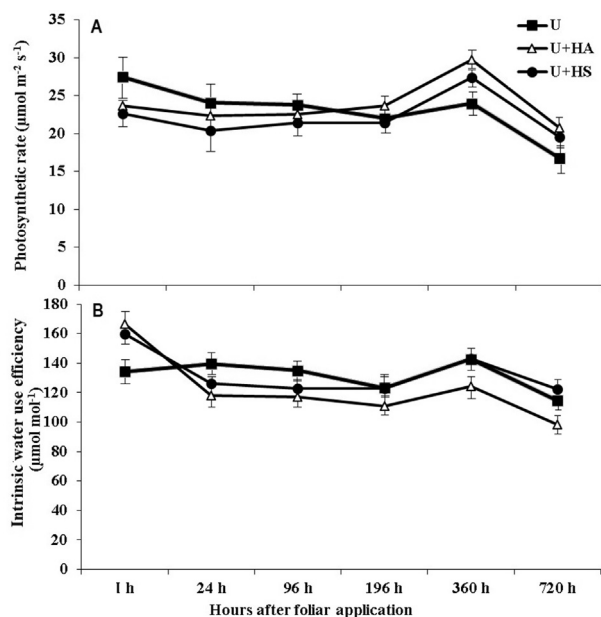 A
U
U+HA
U+HS
Photosynthetic rate (µmol m⁻² s⁻¹)
35
30
25
20
15
10
5
0
B
Intrinsic water use efficiency
(µmol mol⁻¹)
180
160
140
120
100
80
60
40
20
0
1 h 24 h 96 h 196 h 360 h 720 h
Hours after foliar application